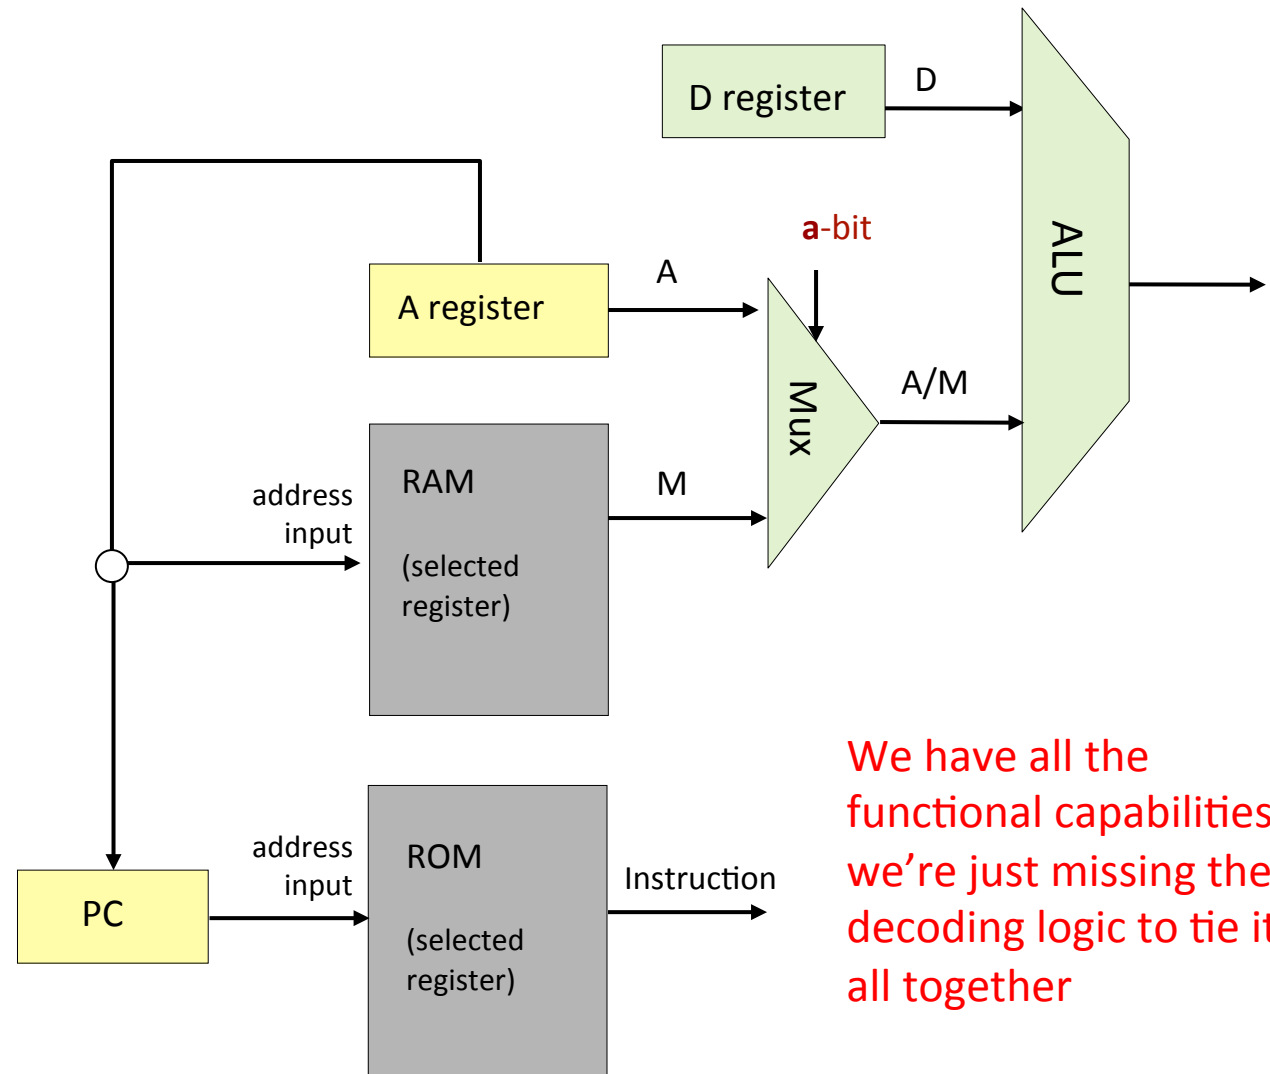 D register
D
ALU
a-bit
A register
A
Mux
A/M
address
input
RAM
(selected
register)
M
PC
address
input
ROM
(selected
register)
Instruction
We have all the
functional capabilities
we’re just missing the
decoding logic to tie it
all together